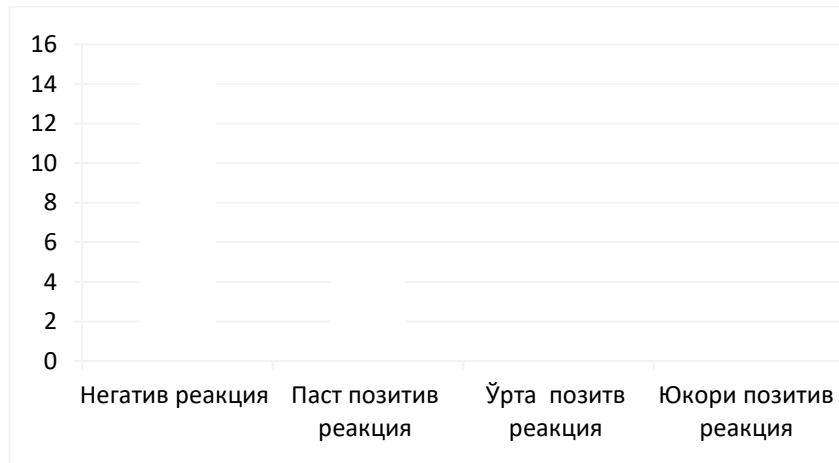 16
14
12
10
8
6
4
2
0
Негатив реакция
Паст позитив
реакция
Ўрта позитв
реакция
Юкори позитив
реакция